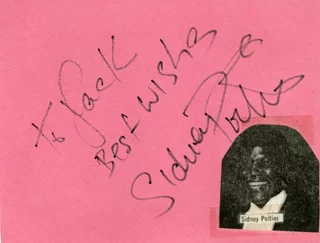 To Jack
Best Wishes
Sidney Poitier
Sidney Poitier